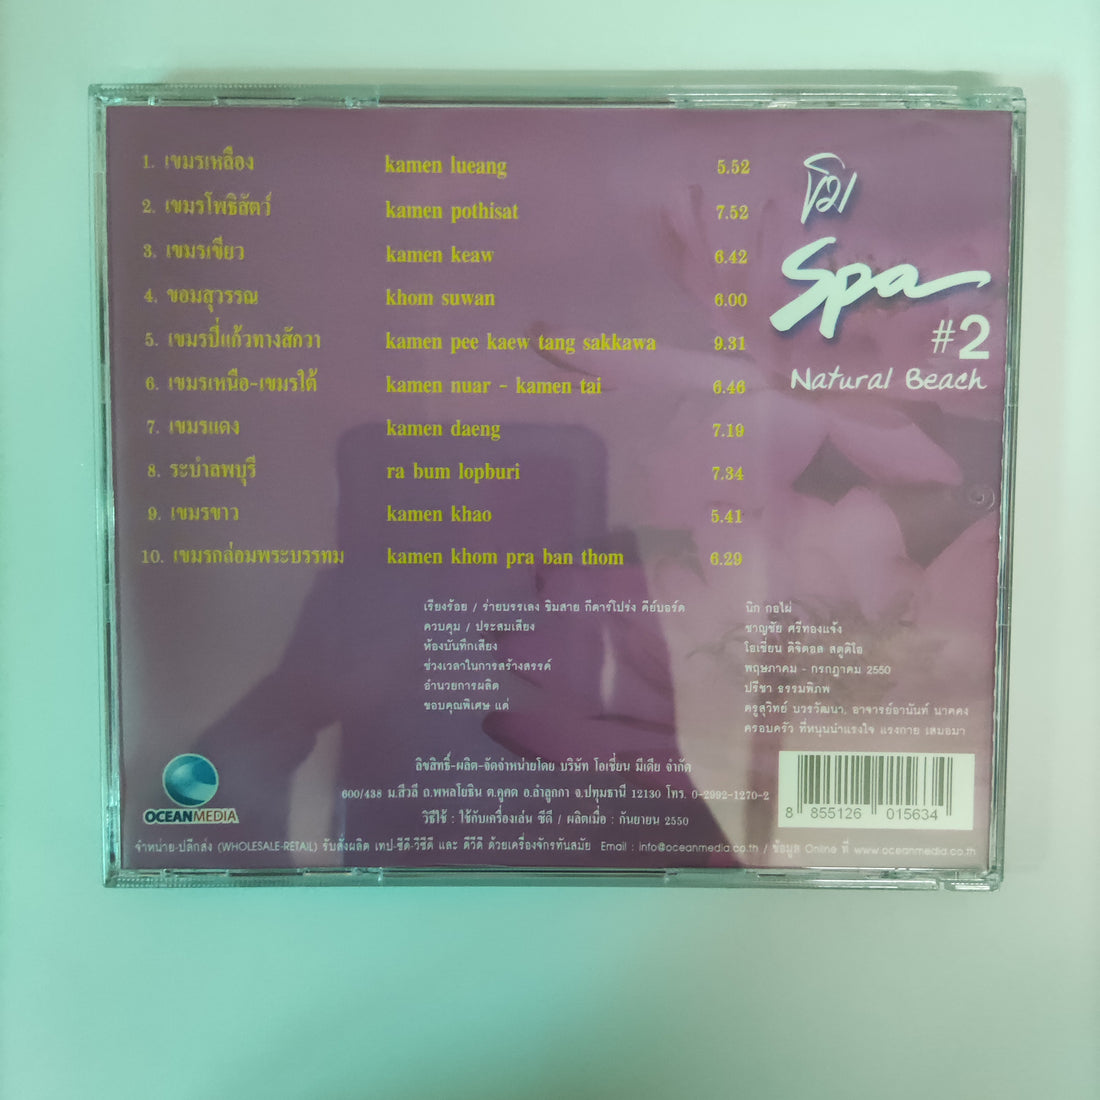 1. เขมรเหลือง kamen lueang 5.52
2. เขมรโพธิสัตว์ kamen pothisat 7.52
3. เขมรเขียว kamen keaw 6.42
4. ขอมสุวรรณ khom suwan 6.00
5. เขมรปี่แก้วทางสักวา kamen pee kaew tang sakkawa 9.31
6. เขมรเหนือ-เขมรใต้ kamen nuar - kamen tai 6.46
7. เขมรแดง kamen daeng 7.19
8. ระบำลพบุรี ra bum lopburi 7.34
9. เขมรขาว kamen khao 5.41
10. เขมรกล่อมพระบรรทม kamen khom pra ban thom 6.29
Spa
#2
Natural Beach
เรียงร้อย / ร่ายบรรเลง ขิมสาย กีตาร์โปร่ง คีย์บอร์ด นิก กอไผ่
ควบคุม / ประสมเสียง ชาญชัย ศรีทองแจ้ง
ห้องบันทึกเสียง โอเชี่ยน ดิจิตอล สตูดิโอ
ช่วงเวลาในการสร้างสรรค์ พฤษภาคม - กรกฎาคม 2550
อำนวยการผลิต ปรีชา ธรรมพิภพ
ขอบคุณพิเศษ แด่ ครูสุวิทย์ บวรวัฒนา, อาจารย์อานันท์ นาคคง
ครอบครัว ที่หนุนนำแรงใจ แรงกาย เสมอมา
ลิขสิทธิ์-ผลิต-จัดจำหน่ายโดย บริษัท โอเชี่ยน มีเดีย จำกัด
600/438 ม.สีวลี ถ.พหลโยธิน ต.คูคต อ.ลำลูกกา จ.ปทุมธานี 12130 โทร. 0-2992-1270-2
วิธีใช้ : ใช้กับเครื่องเล่น ซีดี / ผลิตเมื่อ : กันยายน 2550
OCEANMEDIA
8 855126 015634
จำหน่าย-ปลีกส่ง (WHOLESALE-RETAIL) รับสั่งผลิต เทป-ซีดี-วีซีดี และ ดีวีดี ด้วยเครื่องจักรทันสมัย Email : info@oceanmedia.co.th / ข้อมูล Online ที่ www.oceanmedia.co.th